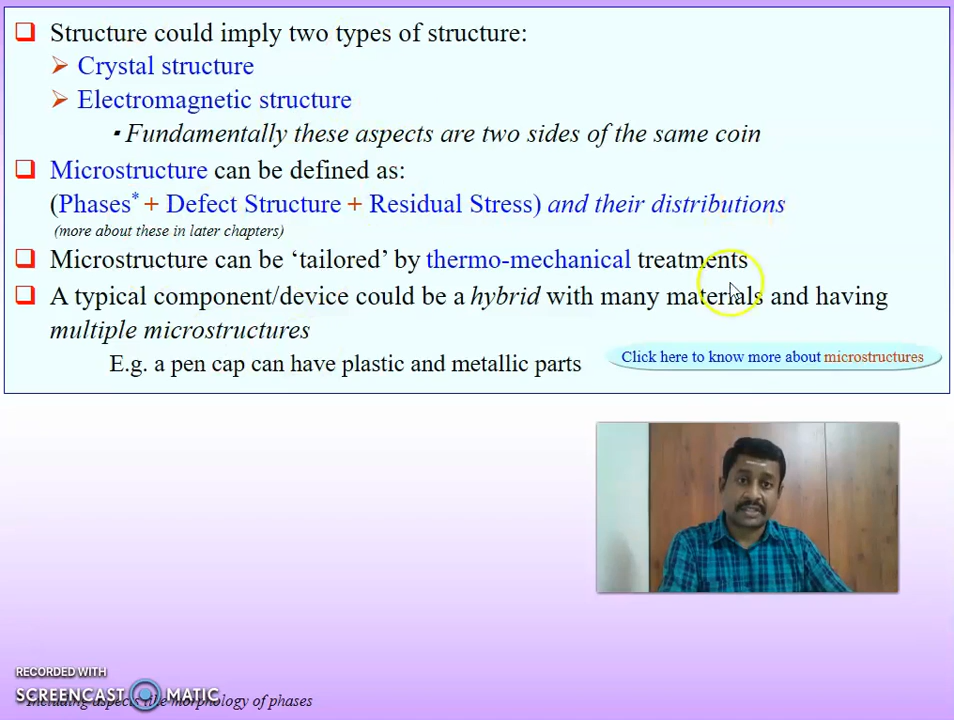 Structure could imply two types of structure:
Crystal structure
Electromagnetic structure
Fundamentally these aspects are two sides of the same coin
Microstructure can be defined as:
(Phases* + Defect Structure + Residual Stress) and their distributions
(more about these in later chapters)
Microstructure can be ‘tailored’ by thermo-mechanical treatments
A typical component/device could be a hybrid with many materials and having
multiple microstructures
E.g. a pen cap can have plastic and metallic parts
Click here to know more about microstructures
RECORDED WITH
SCREENCAST MATIC
* Including aspects like morphology of phases